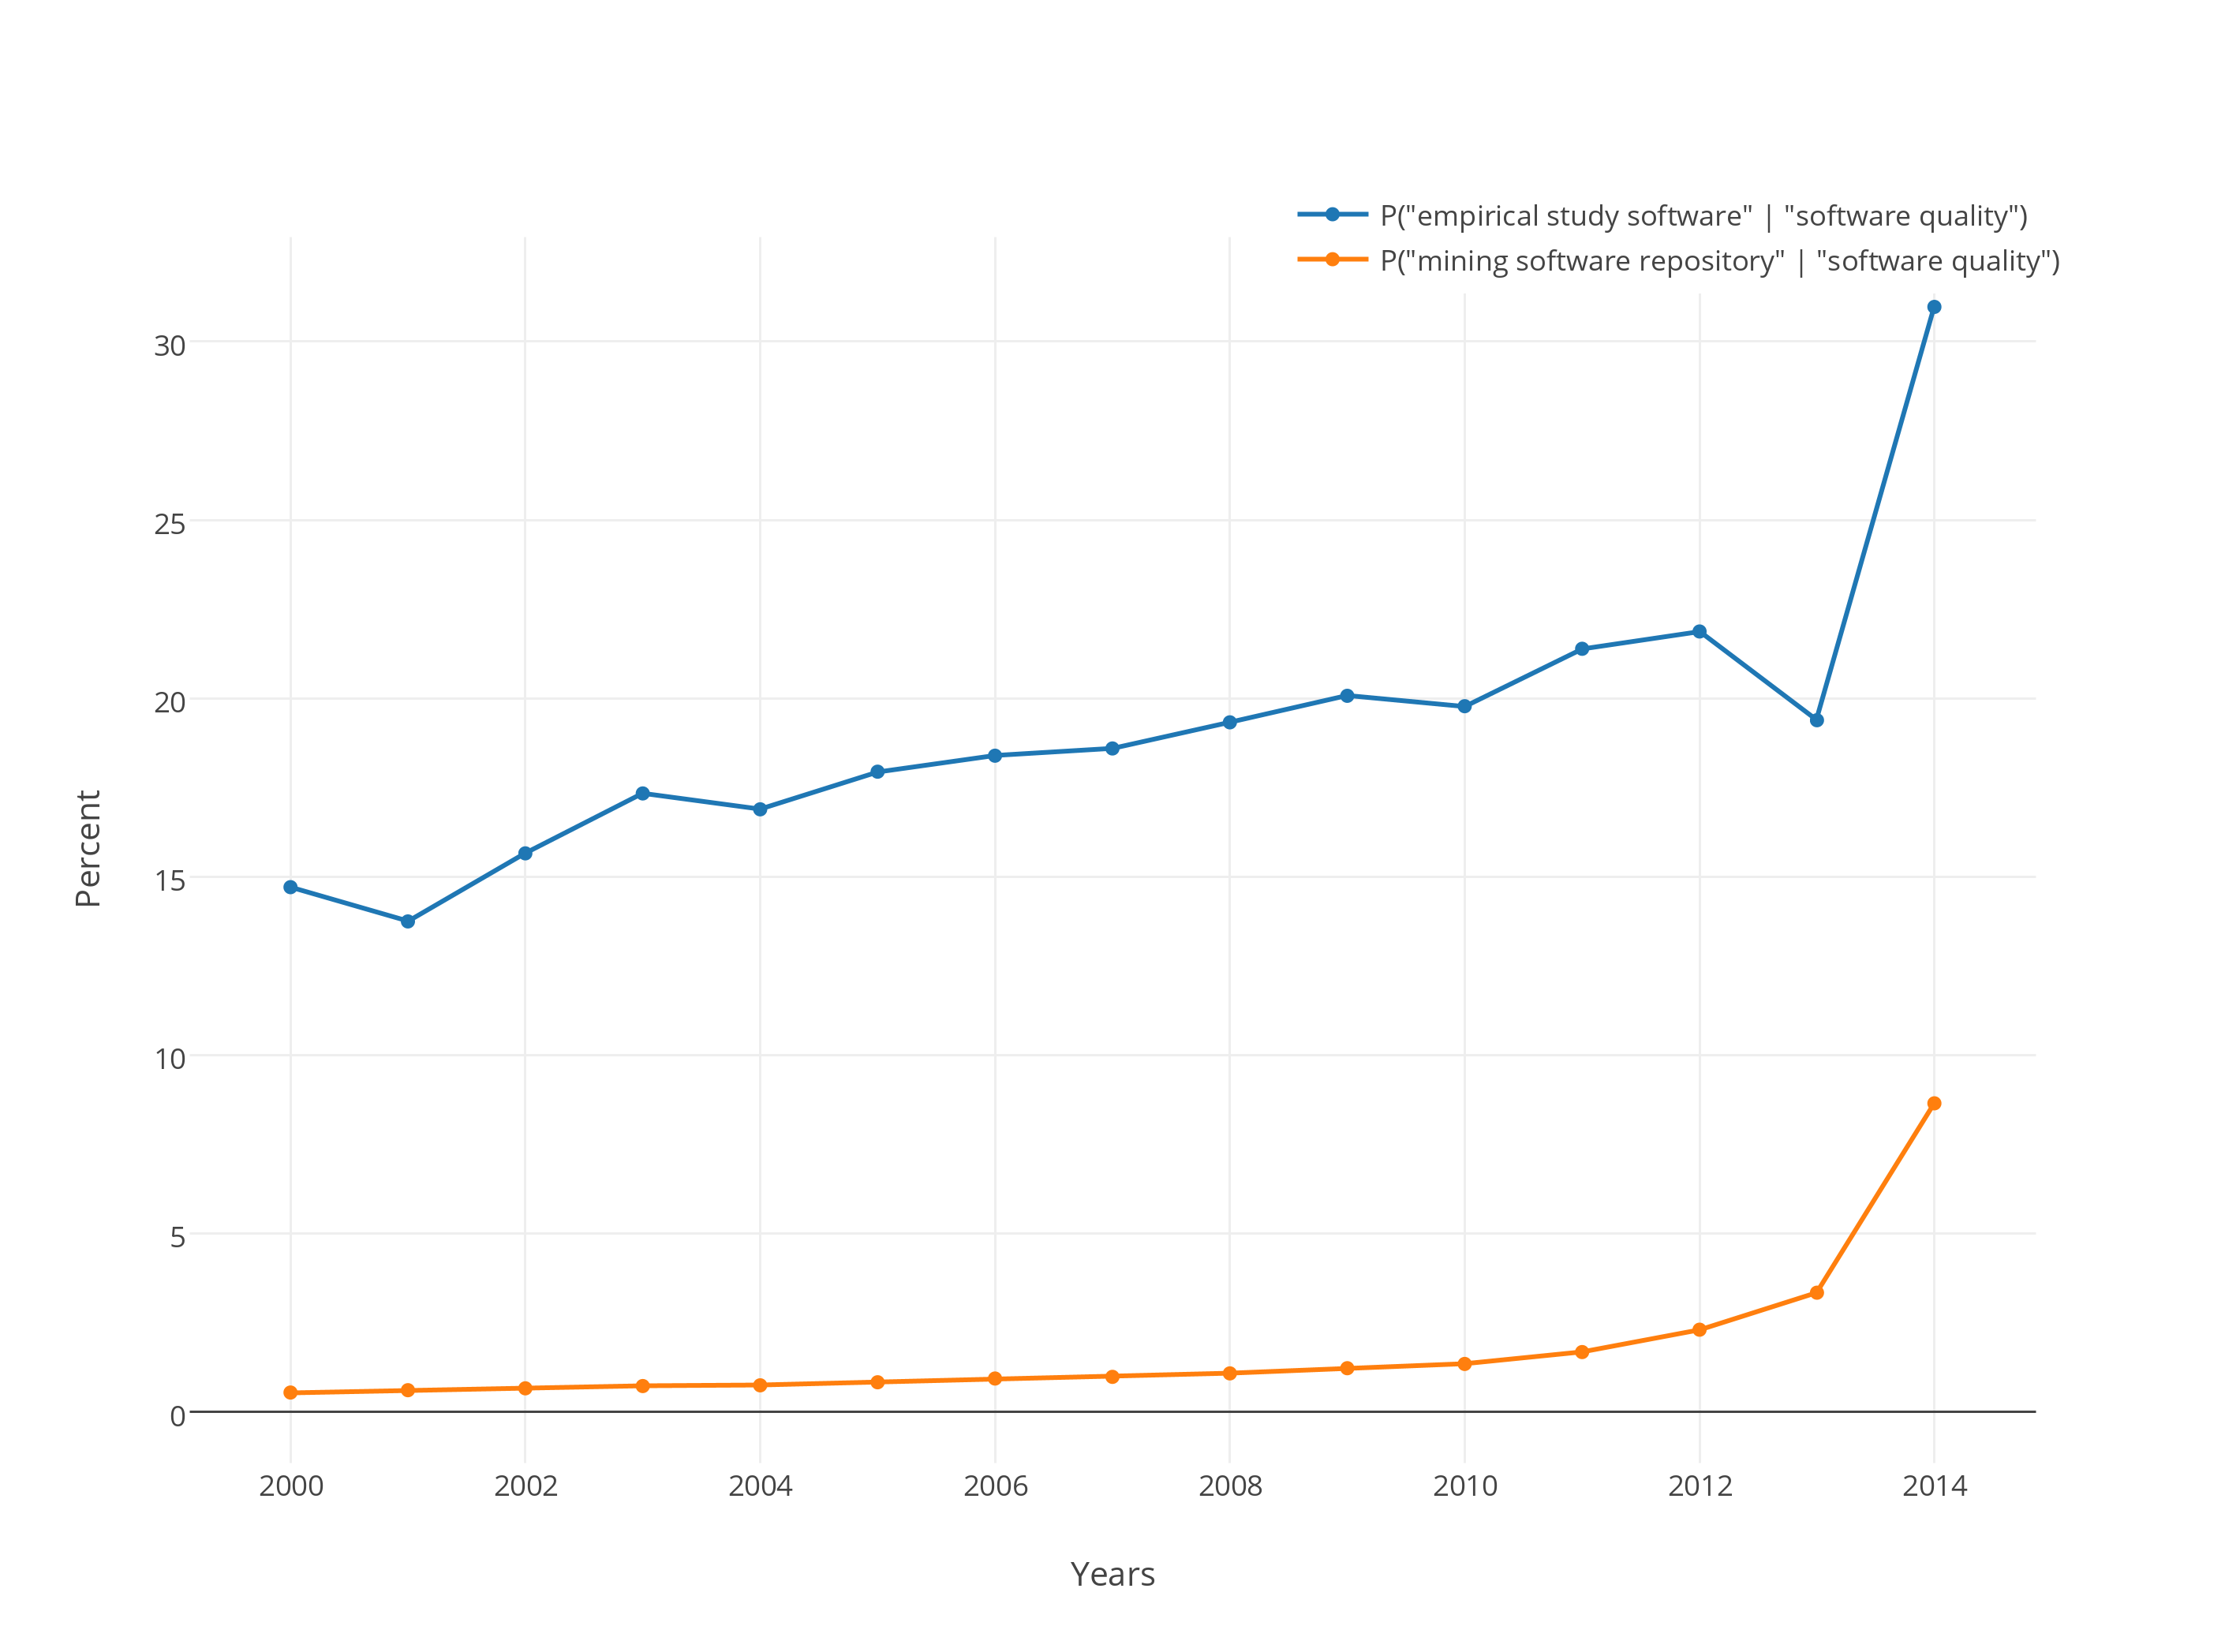 P("empirical study software" | "software quality")
P("mining software repository" | "software quality")
30
25
20
15
10
5
0
Percent
2000 2002 2004 2006 2008 2010 2012 2014
Years